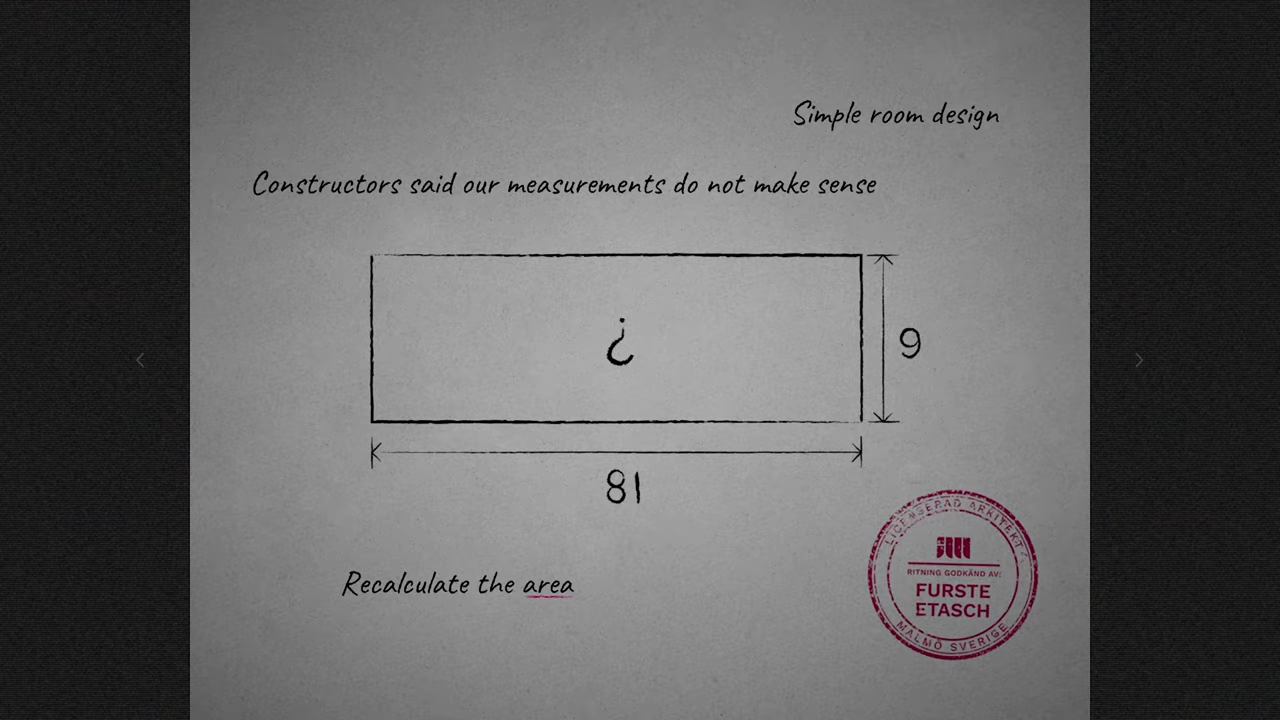 Simple room design
Constructors said our measurements do not make sense
¿
9
81
Recalculate the area
LICENSERAD ARKITEKT
RITNING GODKÄND AV:
FURSTE
ETASCH
MALMÖ SVERIGE